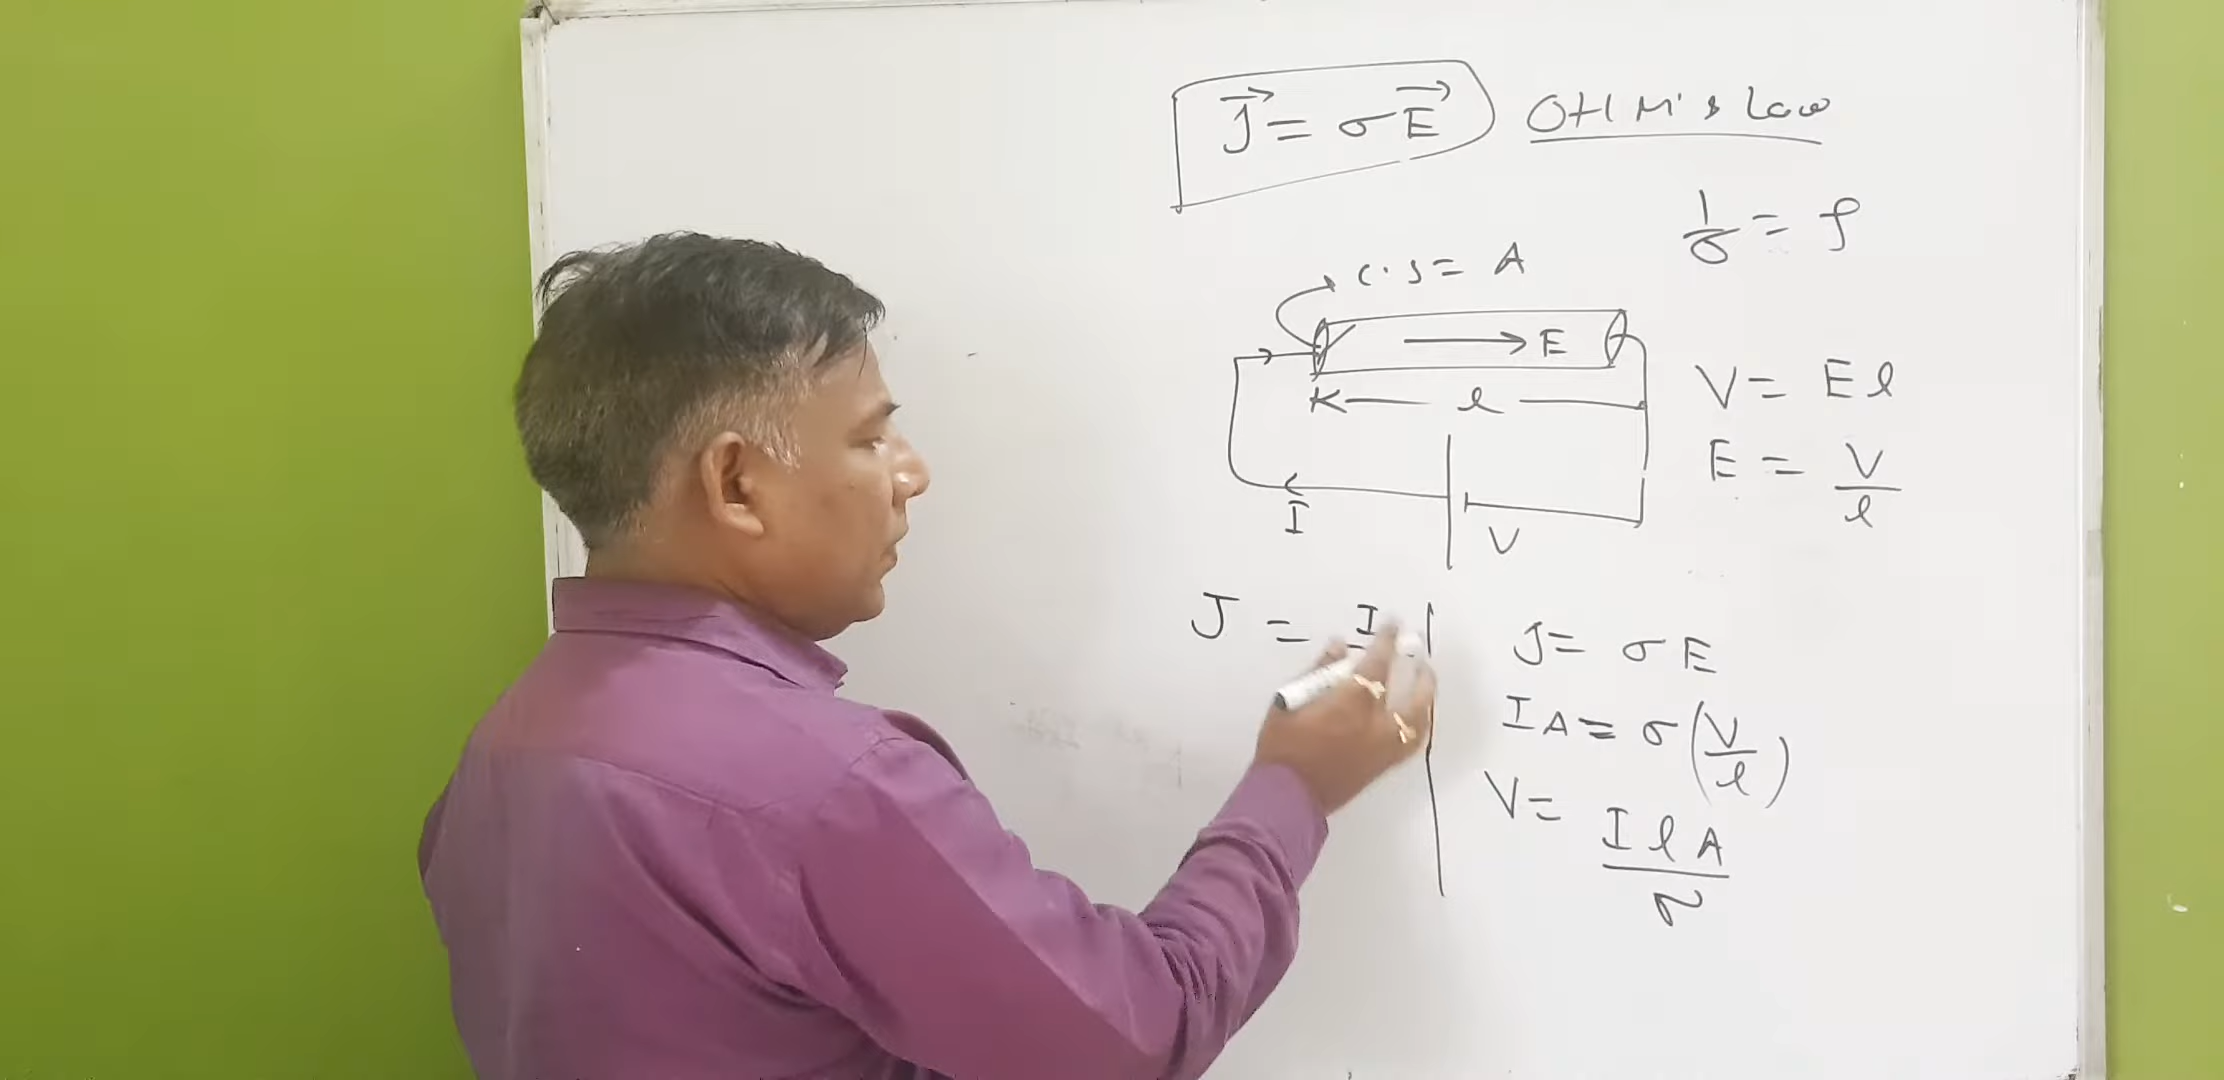 J⃗ = σE⃗ OHM's Law
1/σ = ρ
C.S = A
E
l
V = El
E = V/l
I
V
J = I
J = σE
IA = σ(V/l)
V = IlA/σ